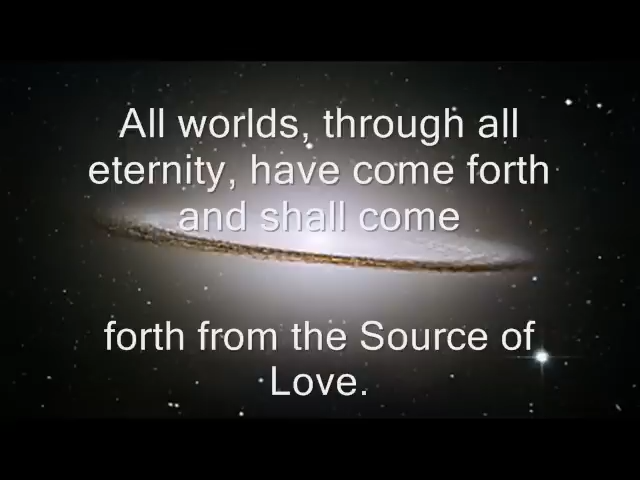 All worlds, through all
eternity, have come forth
and shall come
forth from the Source of
Love.